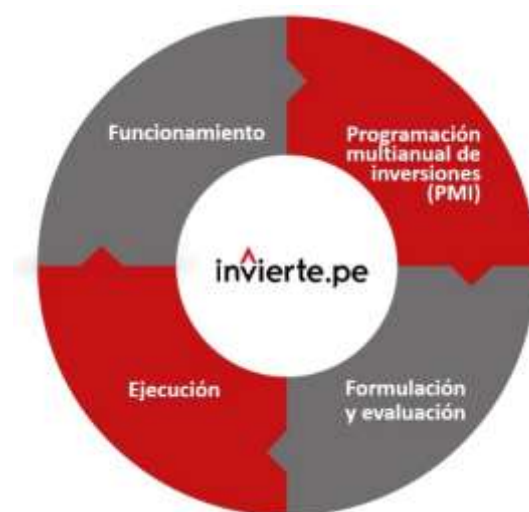 Funcionamiento
Programación
multianual de
inversiones
(PMI)
invierte.pe
Ejecución
Formulación
y evaluación